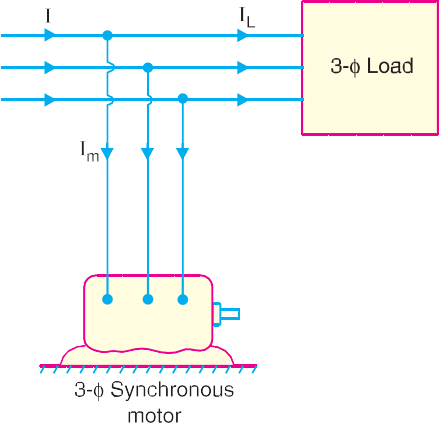 I
I_L
3-ϕ Load
I_m
3-ϕ Synchronous
motor